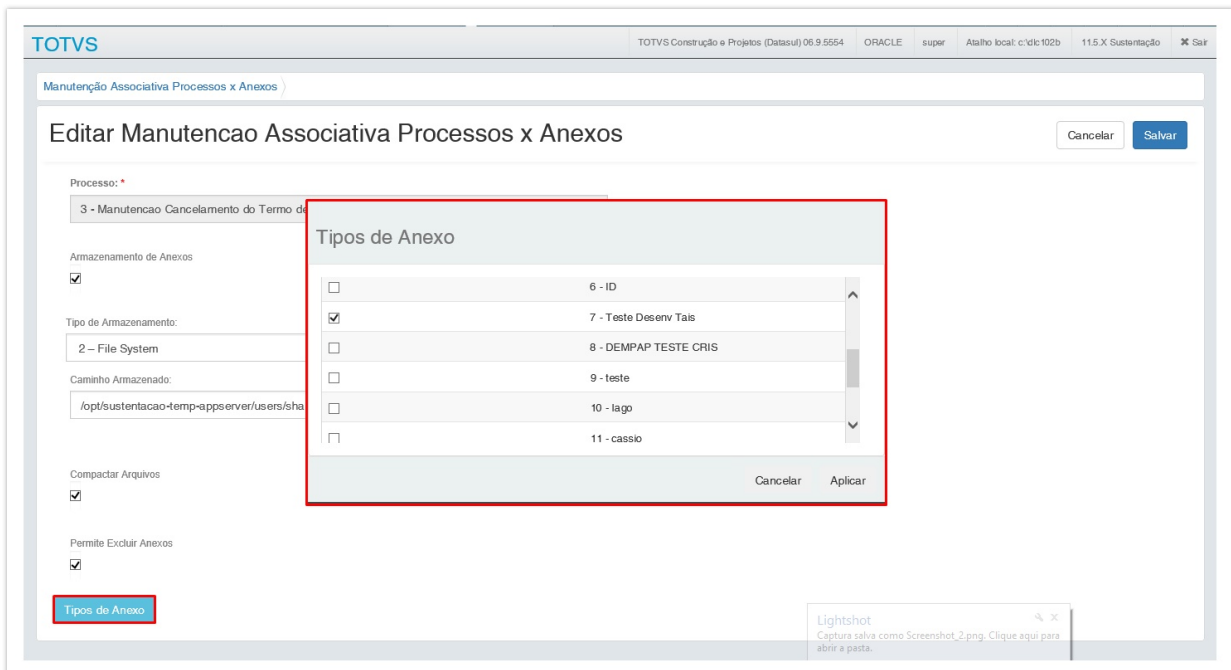 TOTVS
TOTVS Construção e Projetos (Datasul) 06.9.5554 ORACLE super Atalho local: c:\dlc102b 11.5.X Sustentação ✖ Sair
Manutenção Associativa Processos x Anexos
Editar Manutencao Associativa Processos x Anexos
Cancelar Salvar
Processo: *
3 - Manutencao Cancelamento do Termo de
Armazenamento de Anexos
Tipo de Armazenamento:
2 – File System
Caminho Armazenado:
/opt/sustentacao-temp-appserver/users/sha
Compactar Arquivos
Permite Excluir Anexos
Tipos de Anexo
Tipos de Anexo
6 - ID
7 - Teste Desenv Tais
8 - DEMPAP TESTE CRIS
9 - teste
10 - Iago
11 - cassio
Cancelar Aplicar
Lightshot
Captura salva como Screenshot_2.png. Clique aqui para
abrir a pasta.